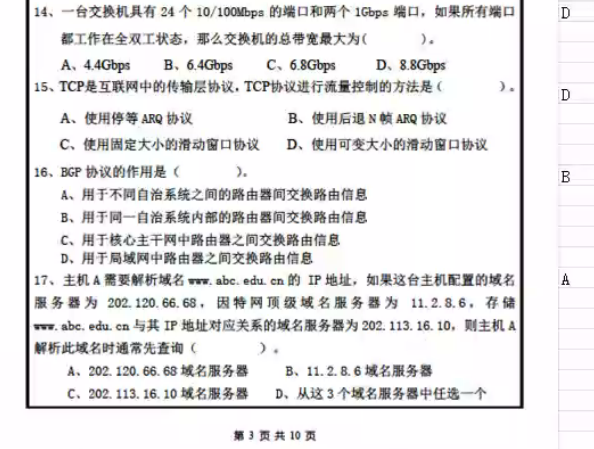 14、一台交换机具有 24 个 10/100Mbps 的端口和两个 1Gbps 端口，如果所有端口
都工作在全双工状态，那么交换机的总带宽最大为(　　　)。
A、4.4Gbps　B、6.4Gbps　C、6.8Gbps　D、8.8Gbps
D
15、TCP是互联网中的传输层协议，TCP协议进行流量控制的方法是（　　　）。
D
A、使用停等 ARQ 协议　B、使用后退 N 帧 ARQ 协议
C、使用固定大小的滑动窗口协议　D、使用可变大小的滑动窗口协议
16、BGP 协议的作用是（　　　）。
B
A、用于不同自治系统之间的路由器间交换路由信息
B、用于同一自治系统内部的路由器间交换路由信息
C、用于核心主干网中路由器之间交换路由信息
D、用于局域网中路由器之间交换路由信息
17、主机 A 需要解析域名 www.abc.edu.cn 的 IP 地址，如果这台主机配置的域名
A
服务器为 202.120.66.68，因特网顶级域名服务器为 11.2.8.6，存储
www.abc.edu.cn 与其 IP 地址对应关系的域名服务器为 202.113.16.10，则主机 A
解析此域名时通常先查询（　　　）。
A、202.120.66.68 域名服务器　B、11.2.8.6 域名服务器
C、202.113.16.10 域名服务器　D、从这 3 个域名服务器中任选一个
第 3 页 共 10 页